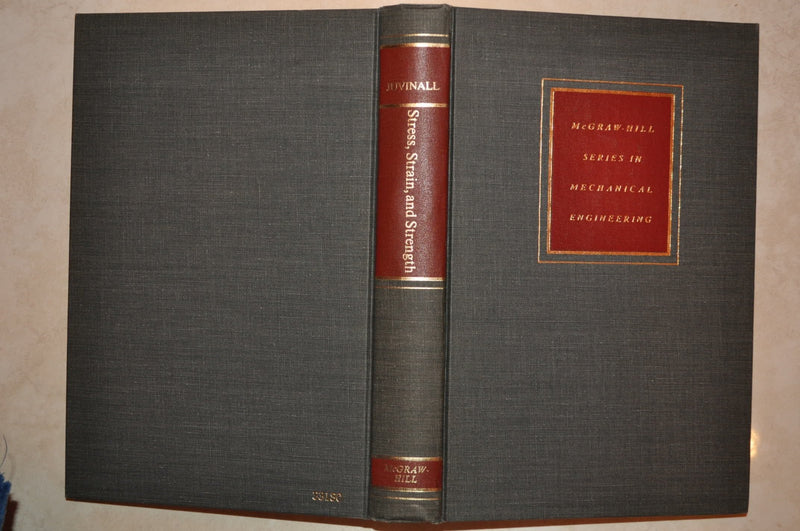 JUVINALL
Stress, Strain, and Strength
McGRAW-
HILL
McGRAW-HILL
SERIES IN
MECHANICAL
ENGINEERING